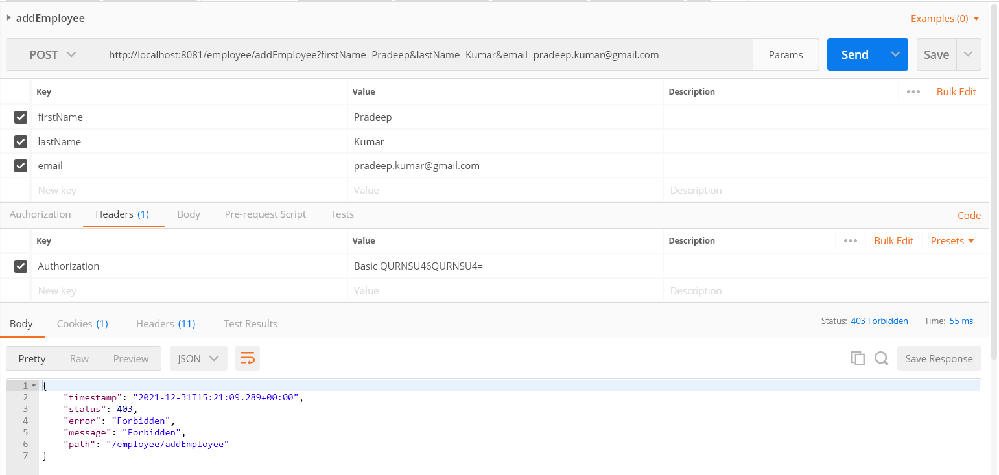 addEmployee Examples (0)
POST http://localhost:8081/employee/addEmployee?firstName=Pradeep&lastName=Kumar&email=pradeep.kumar@gmail.com Params Send Save
Key Value Description Bulk Edit
firstName Pradeep
lastName Kumar
email pradeep.kumar@gmail.com
New key Value Description
Authorization Headers (1) Body Pre-request Script Tests Code
Key Value Description Bulk Edit Presets
Authorization Basic QURNSU46QURNSU4=
New key Value Description
Body Cookies (1) Headers (11) Test Results Status: 403 Forbidden Time: 55 ms
Pretty Raw Preview JSON Save Response
1 {
2 "timestamp": "2021-12-31T15:21:09.289+00:00",
3 "status": 403,
4 "error": "Forbidden",
5 "message": "Forbidden",
6 "path": "/employee/addEmployee"
7 }